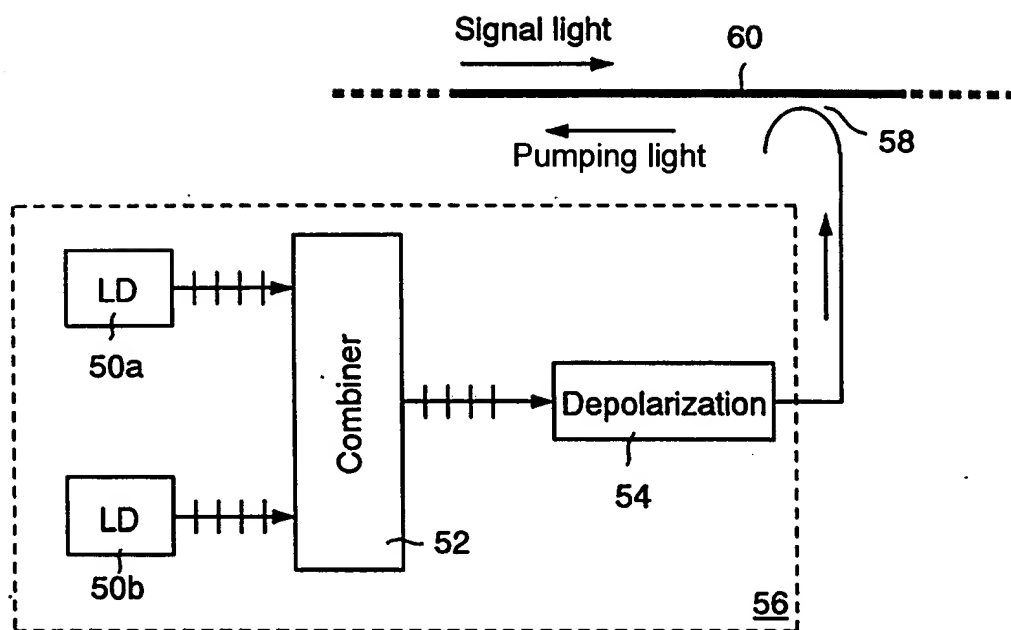 Signal light
60
58
Pumping light
LD
50a
Combiner
Depolarization
54
LD
52
50b
56